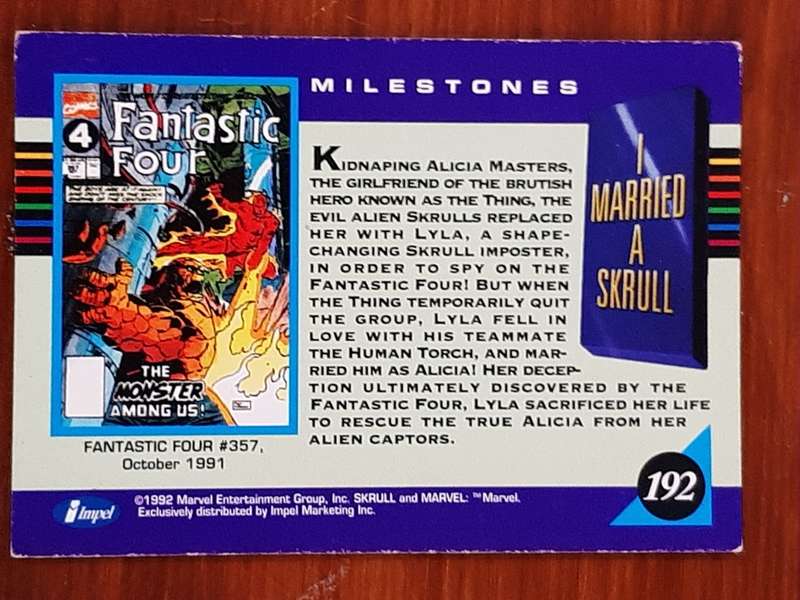 MILESTONES
MARVEL COMICS
4
Fantastic
Four
THE
MONSTER
AMONG US!
FANTASTIC FOUR #357,
October 1991
KIDNAPING ALICIA MASTERS,
THE GIRLFRIEND OF THE BRUTISH
HERO KNOWN AS THE THING, THE
EVIL ALIEN SKRULLS REPLACED
HER WITH LYLA, A SHAPE-
CHANGING SKRULL IMPOSTER,
IN ORDER TO SPY ON THE
FANTASTIC FOUR! BUT WHEN
THE THING TEMPORARILY QUIT
THE GROUP, LYLA FELL IN
LOVE WITH HIS TEAMMATE
THE HUMAN TORCH, AND MAR-
RIED HIM AS ALICIA! HER DECEP-
TION ULTIMATELY DISCOVERED BY THE
FANTASTIC FOUR, LYLA SACRIFICED HER LIFE
TO RESCUE THE TRUE ALICIA FROM HER
ALIEN CAPTORS.
I
MARRIED
A
SKRULL
192
Impel
©1992 Marvel Entertainment Group, Inc. SKRULL and MARVEL: ™Marvel.
Exclusively distributed by Impel Marketing Inc.